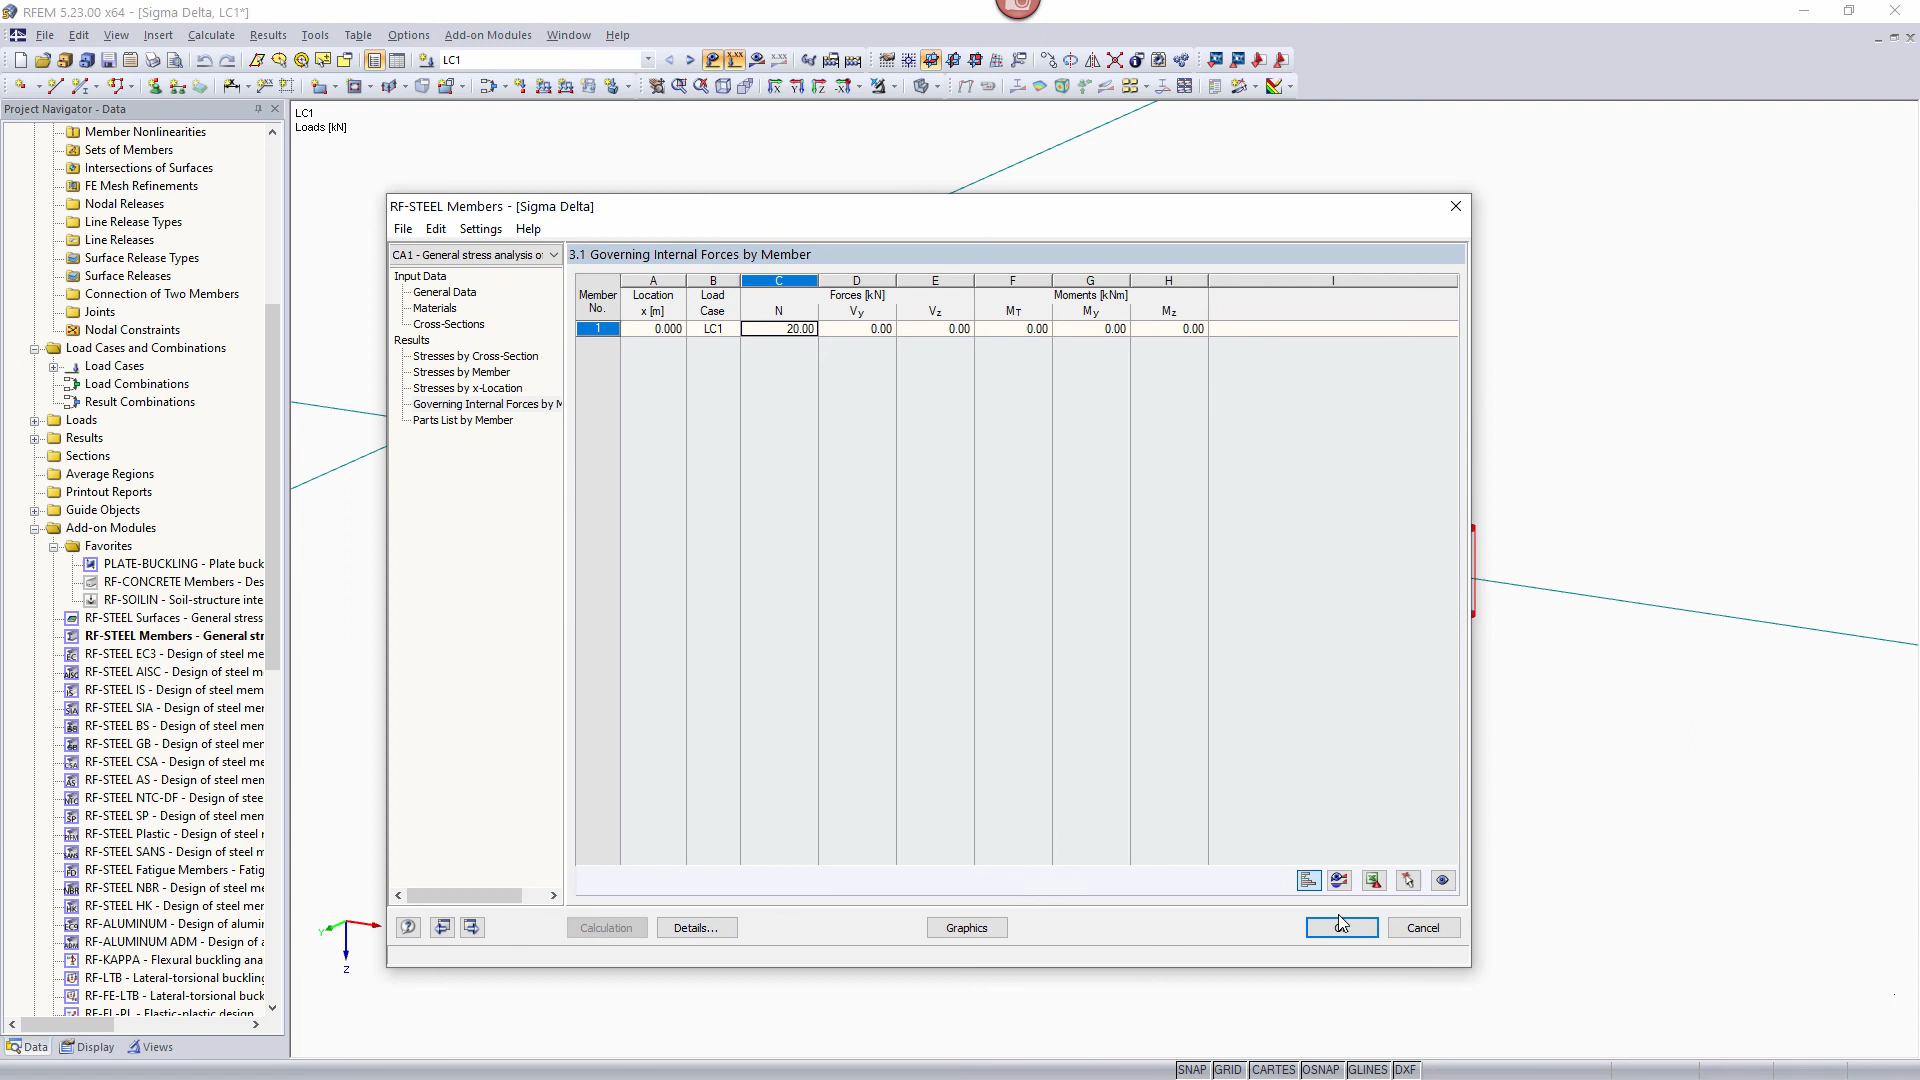 RFEM 5.23.00 x64 - [Sigma Delta, LC1*]
File Edit View Insert Calculate Results Tools Table Options Add-on Modules Window Help
LC1
Project Navigator - Data
Member Nonlinearities
Sets of Members
Intersections of Surfaces
FE Mesh Refinements
Nodal Releases
Line Release Types
Line Releases
Surface Release Types
Surface Releases
Connection of Two Members
Joints
Nodal Constraints
Load Cases and Combinations
Load Cases
Load Combinations
Result Combinations
Loads
Results
Sections
Average Regions
Printout Reports
Guide Objects
Add-on Modules
Favorites
PLATE-BUCKLING - Plate buck
RF-CONCRETE Members - Des
RF-SOILIN - Soil-structure inte
RF-STEEL Surfaces - General stress
RF-STEEL Members - General str
RF-STEEL EC3 - Design of steel me
RF-STEEL AISC - Design of steel m
RF-STEEL IS - Design of steel mem
RF-STEEL SIA - Design of steel mem
RF-STEEL BS - Design of steel mem
RF-STEEL GB - Design of steel mem
RF-STEEL CSA - Design of steel mer
RF-STEEL AS - Design of steel mem
RF-STEEL NTC-DF - Design of stee
RF-STEEL SP - Design of steel mem
RF-STEEL Plastic - Design of steel r
RF-STEEL SANS - Design of steel m
RF-STEEL Fatigue Members - Fatig
RF-STEEL NBR - Design of steel me
RF-STEEL HK - Design of steel mem
RF-ALUMINUM - Design of alumin
RF-ALUMINUM ADM - Design of a
RF-KAPPA - Flexural buckling ana
RF-LTB - Lateral-torsional buckling
RF-FE-LTB - Lateral-torsional buck
RF-EL-PL - Elastic-plastic design
Data Display Views
LC1
Loads [kN]
RF-STEEL Members - [Sigma Delta]
File Edit Settings Help
CA1 - General stress analysis of
Input Data
General Data
Materials
Cross-Sections
Results
Stresses by Cross-Section
Stresses by Member
Stresses by x-Location
Governing Internal Forces by M
Parts List by Member
3.1 Governing Internal Forces by Member
A B C D E F G H I
Member Location Load Forces [kN] Moments [kNm]
No. x [m] Case N Vy Vz MT My Mz
1 0.000 LC1 20.00 0.00 0.00 0.00 0.00 0.00
Calculation Details... Graphics Cancel
Y
Z
SNAP GRID CARTES OSNAP GLINES DXF